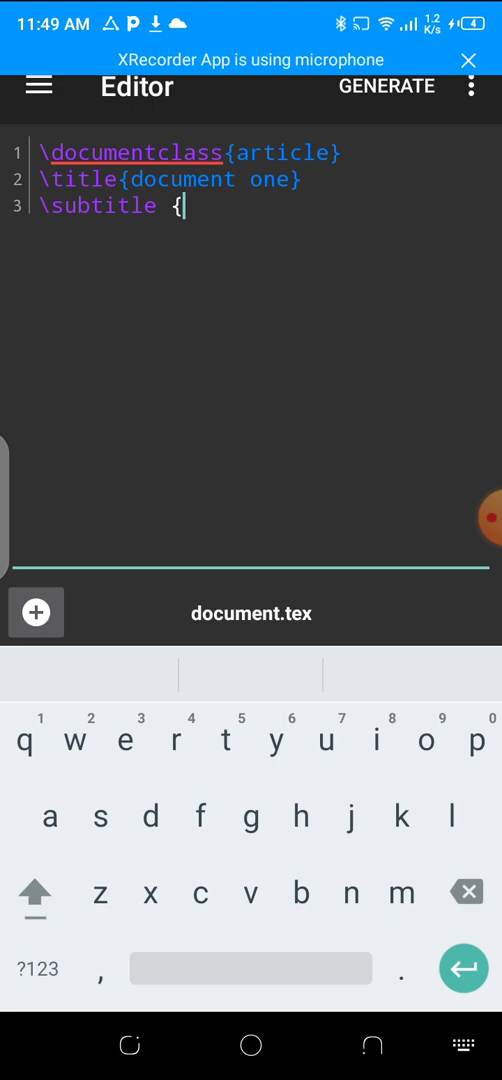 11:49 AM 1.2 K/s 4
XRecorder App is using microphone
Editor GENERATE
1 \documentclass{article}
2 \title{document one}
3 \subtitle {
document.tex
1 2 3 4 5 6 7 8 9 0
q w e r t y u i o p
a s d f g h j k l
z x c v b n m
?123 , .